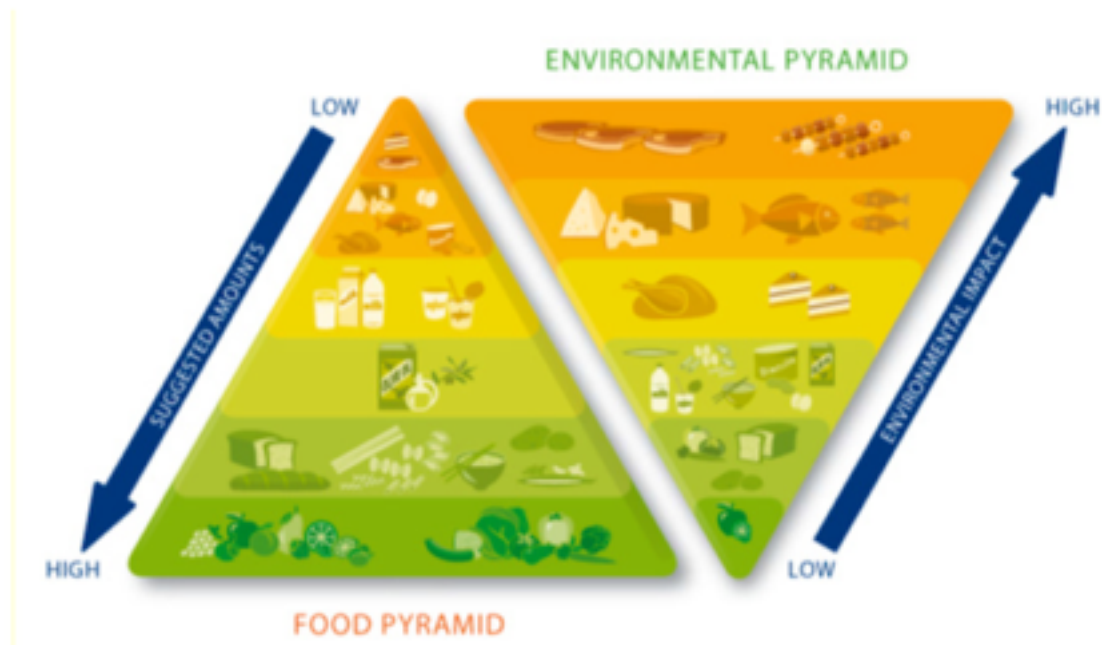 ENVIRONMENTAL PYRAMID
LOW
HIGH
SUGGESTED AMOUNTS
ENVIRONMENTAL IMPACT
HIGH
LOW
FOOD PYRAMID